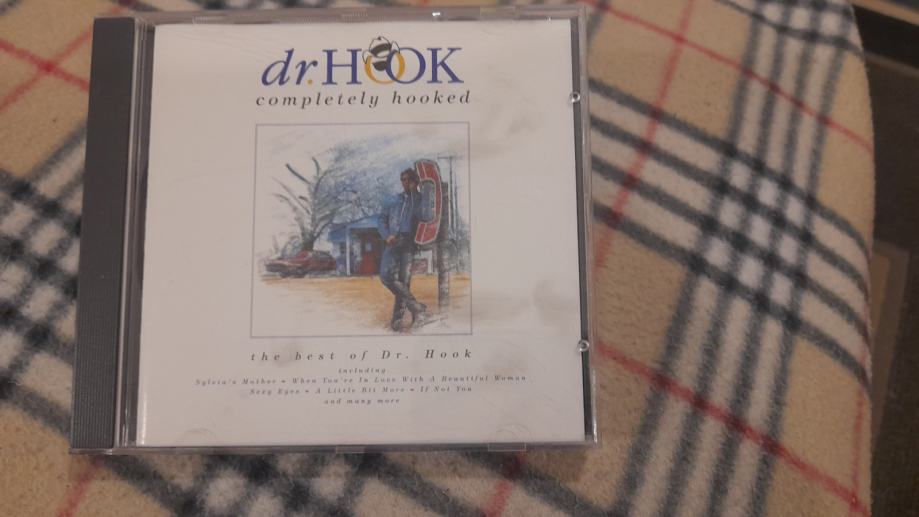 dr. HOOK
completely hooked
the best of Dr. Hook
including
Sylvia's Mother • When You're In Love With A Beautiful Woman
Sexy Eyes • A Little Bit More • If Not You
and many more